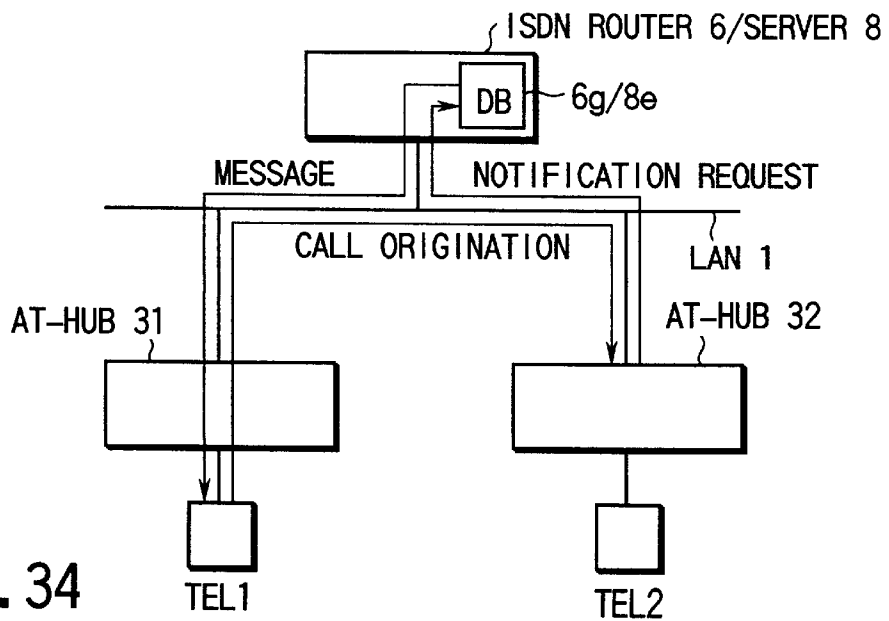 ISDN ROUTER 6/SERVER 8
DB
6g/8e
MESSAGE
NOTIFICATION REQUEST
CALL ORIGINATION
LAN 1
AT-HUB 31
AT-HUB 32
TEL1
TEL2
. 34